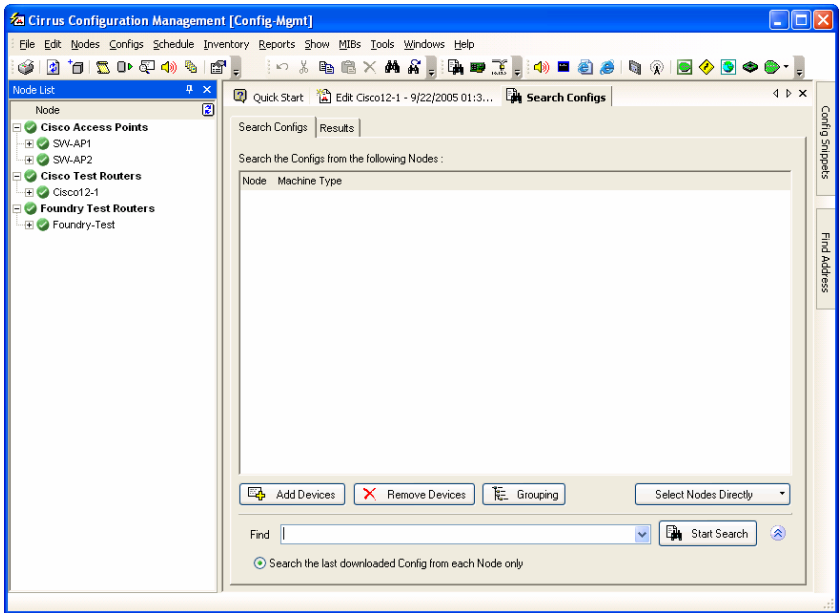 Cirrus Configuration Management [Config-Mgmt]
File Edit Nodes Configs Schedule Inventory Reports Show MIBs Tools Windows Help
Node List
Node
Cisco Access Points
SW-AP1
SW-AP2
Cisco Test Routers
Cisco12-1
Foundry Test Routers
Foundry-Test
Quick Start
Edit Cisco12-1 - 9/22/2005 01:3...
Search Configs
Search Configs
Results
Search the Configs from the following Nodes :
Node Machine Type
Add Devices
Remove Devices
Grouping
Select Nodes Directly
Find
Start Search
Search the last downloaded Config from each Node only
Config Snippets
Find Address